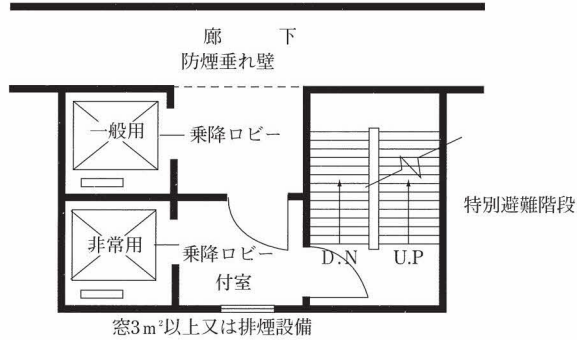 廊　下
防煙垂れ壁
一般用
乗降ロビー
特別避難階段
非常用
乗降ロビー
付室
D.N
U.P
窓3m²以上又は排煙設備